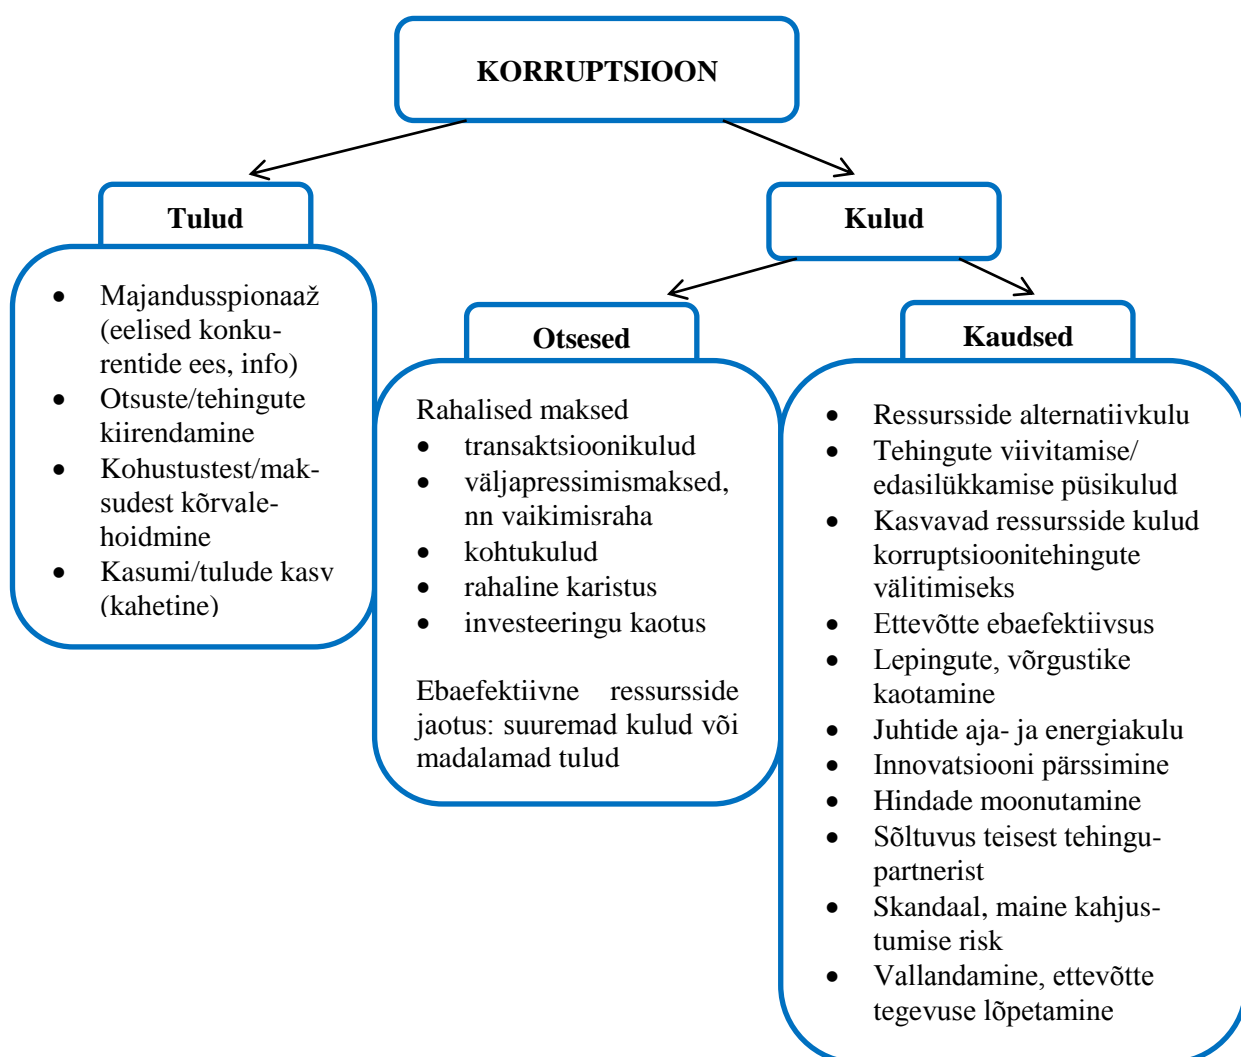 KORRUPTSIOON
Tulud
• Majandusspionaaž
(eelised konku-
rentide ees, info)
• Otsuste/tehingute
kiirendamine
• Kohustustest/mak-
sudest kõrvale-
hoidmine
• Kasumi/tulude kasv
(kahetine)
Kulud
Otsesed
Rahalised maksed
• transaktsioonikulud
• väljapressimismaksed,
nn vaikimisraha
• kohtukulud
• rahaline karistus
• investeeringu kaotus
Ebaefektiivne ressursside
jaotus: suuremad kulud või
madalamad tulud
Kaudsed
• Ressursside alternatiivkulu
• Tehingute viivitamise/
edasilükkamise püsikulud
• Kasvavad ressursside kulud
korruptsioonitehingute
välitimiseks
• Ettevõtte ebaefektiivsus
• Lepingute, võrgustike
kaotamine
• Juhtide aja- ja energiakulu
• Innovatsiooni pärssimine
• Hindade moonutamine
• Sõltuvus teisest tehingu-
partnerist
• Skandaal, maine kahjus-
tumise risk
• Vallandamine, ettevõtte
tegevuse lõpetamine